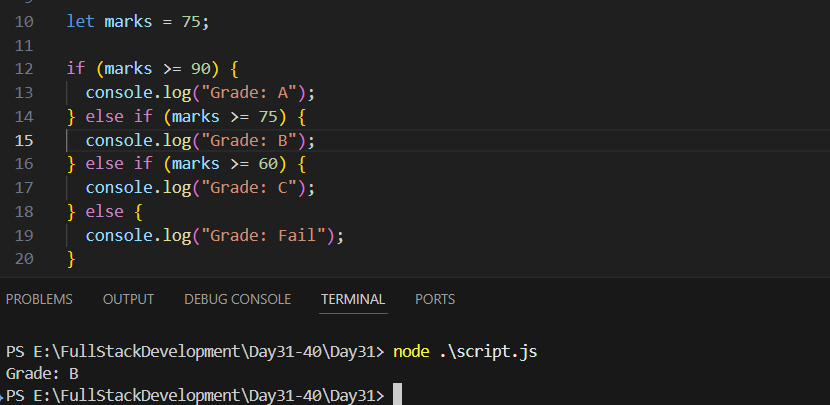 10 let marks = 75;
11
12 if (marks >= 90) {
13 console.log("Grade: A");
14 } else if (marks >= 75) {
15 console.log("Grade: B");
16 } else if (marks >= 60) {
17 console.log("Grade: C");
18 } else {
19 console.log("Grade: Fail");
20 }
PROBLEMS OUTPUT DEBUG CONSOLE TERMINAL PORTS
PS E:\FullStackDevelopment\Day31-40\Day31> node .\script.js
Grade: B
PS E:\FullStackDevelopment\Day31-40\Day31>